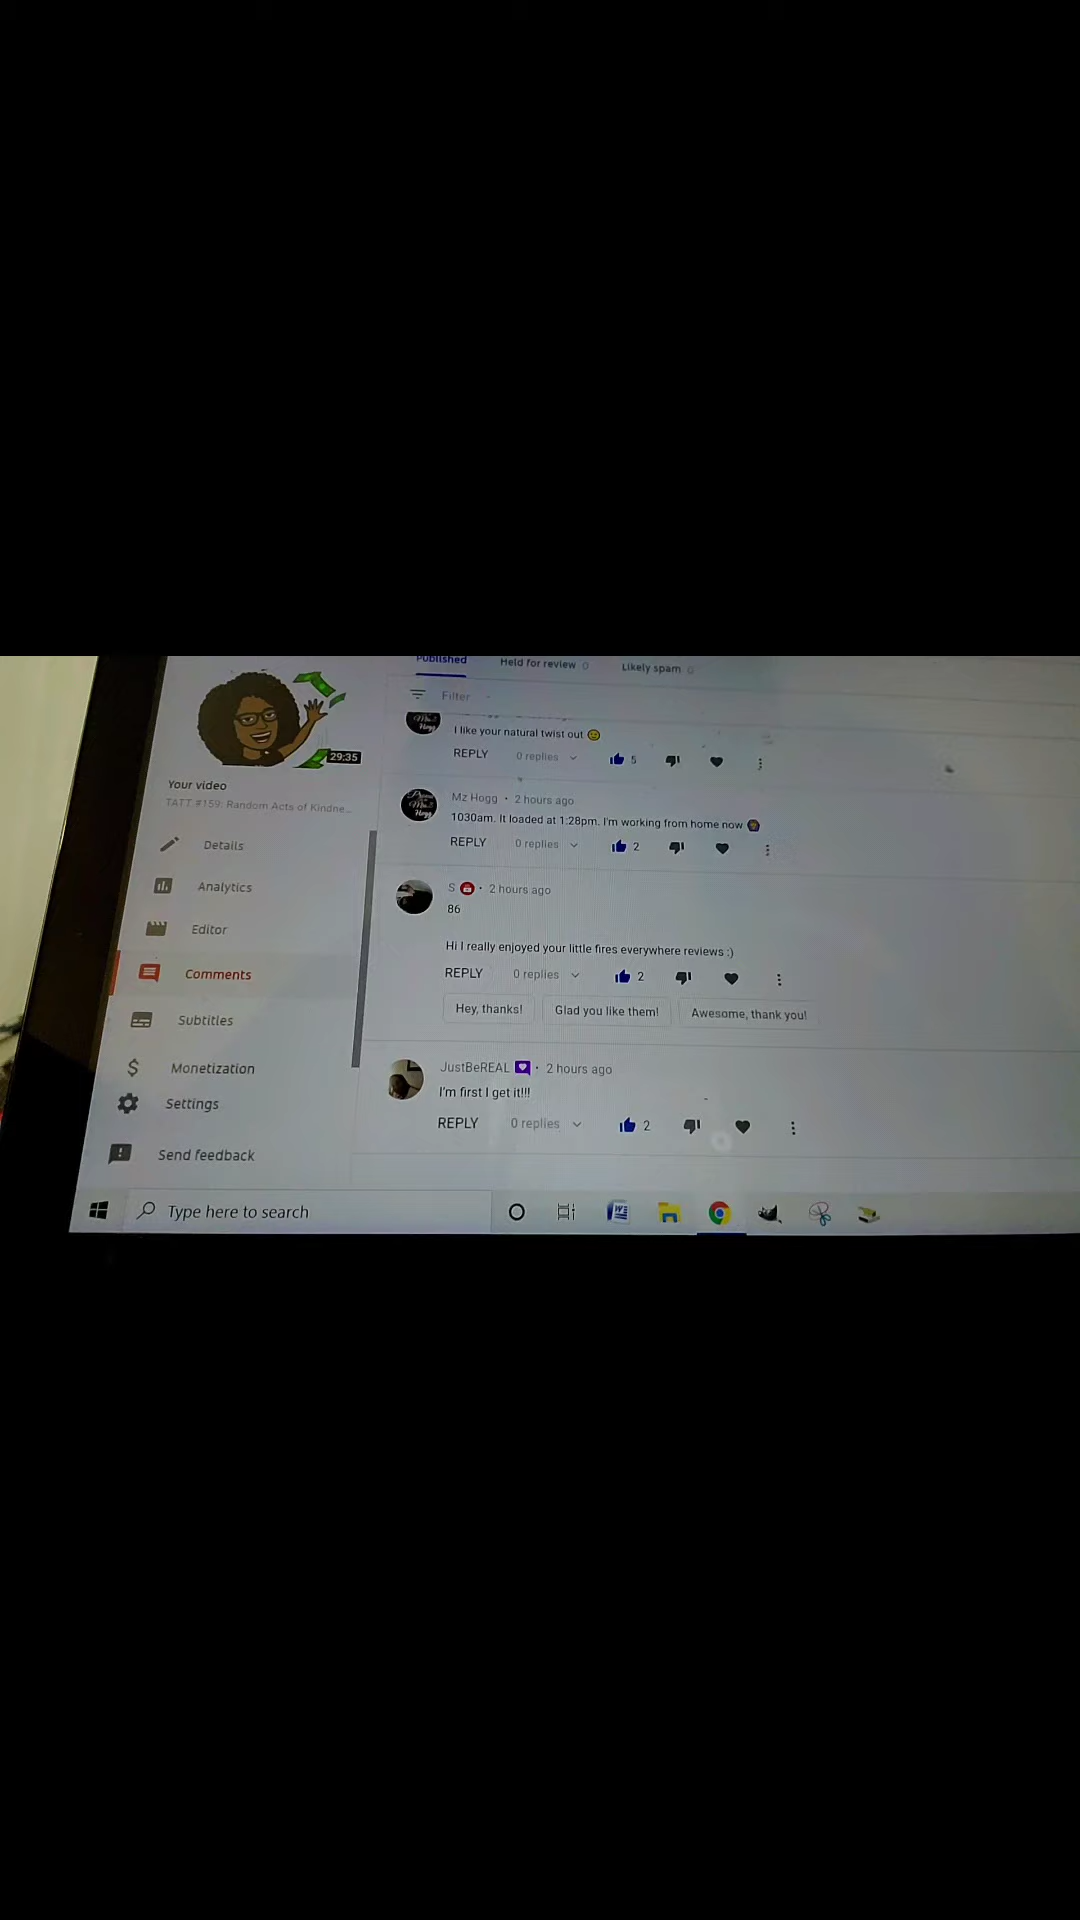 Published
Held for review 0
Likely spam 0
Filter
I like your natural twist out
REPLY 0 replies 5
Mz Hogg • 2 hours ago
1030am. It loaded at 1:28pm. I'm working from home now
REPLY 0 replies 2
S • 2 hours ago
86
Hi I really enjoyed your little fires everywhere reviews :)
REPLY 0 replies 2
Hey, thanks!
Glad you like them!
Awesome, thank you!
JustBeREAL • 2 hours ago
I'm first I get it!!!
REPLY 0 replies 2
29:35
Your video
TATT #159: Random Acts of Kindne...
Details
Analytics
Editor
Comments
Subtitles
Monetization
Settings
Send feedback
Type here to search